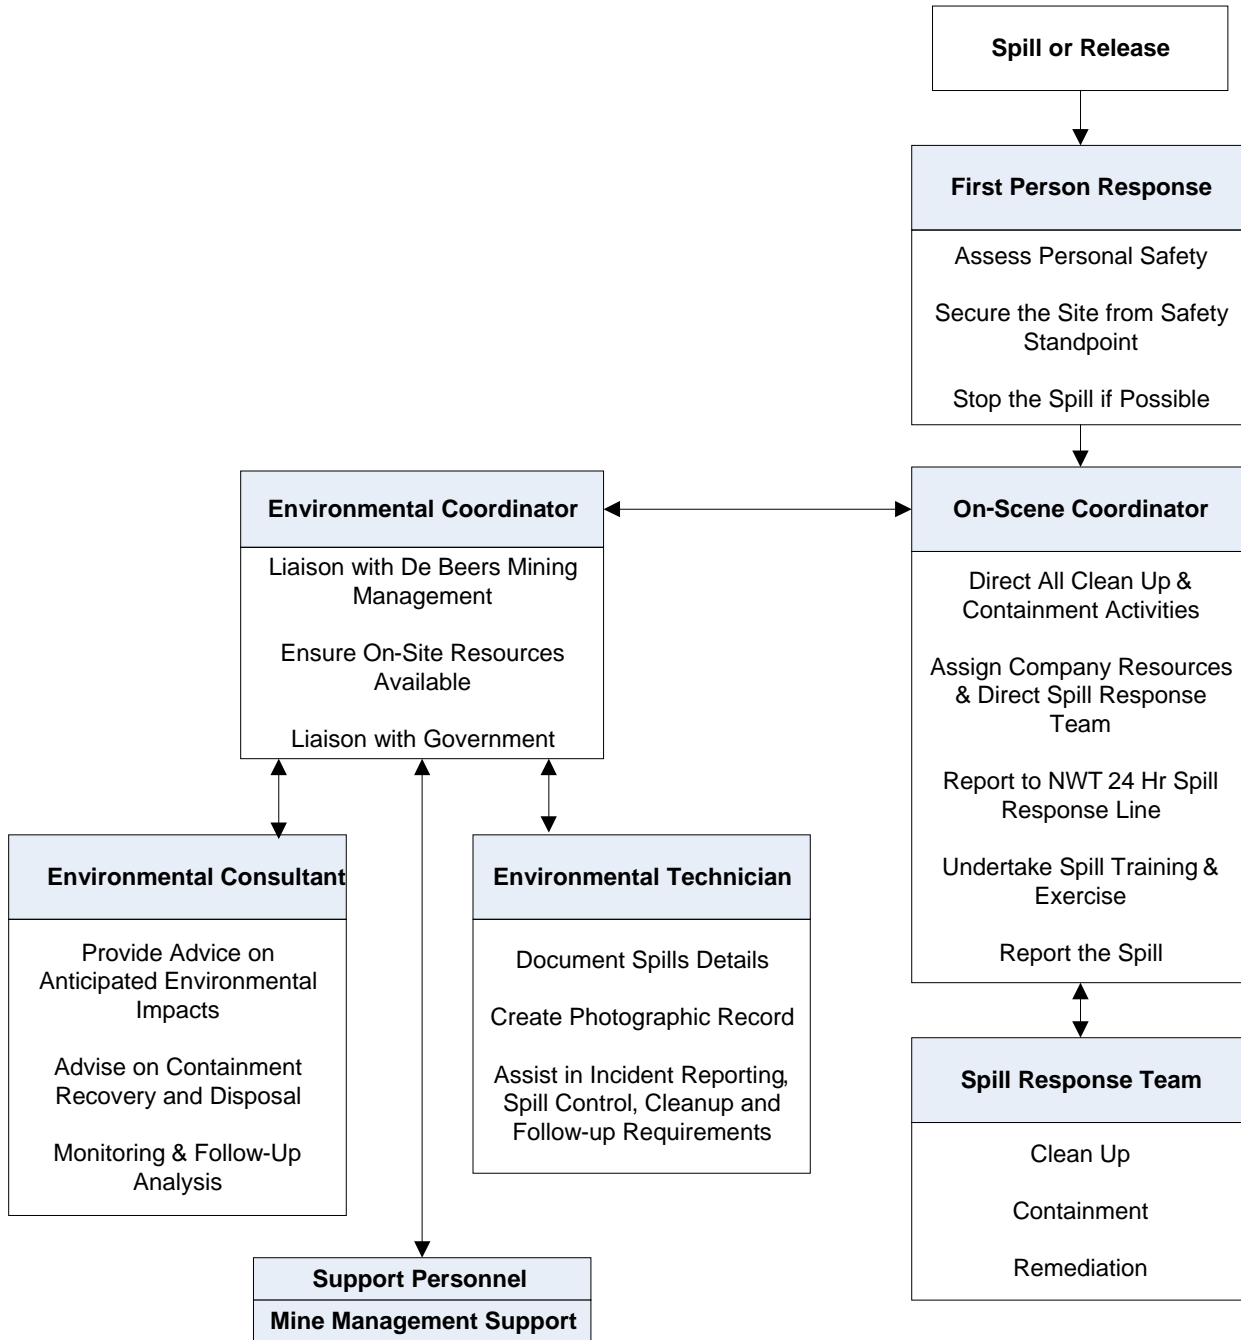 Spill or Release
First Person Response
Assess Personal Safety
Secure the Site from Safety
Standpoint
Stop the Spill if Possible
Environmental Coordinator
Liaison with De Beers Mining
Management
Ensure On-Site Resources
Available
Liaison with Government
On-Scene Coordinator
Direct All Clean Up &
Containment Activities
Assign Company Resources
& Direct Spill Response
Team
Report to NWT 24 Hr Spill
Response Line
Undertake Spill Training &
Exercise
Report the Spill
Environmental Consultant
Provide Advice on
Anticipated Environmental
Impacts
Advise on Containment
Recovery and Disposal
Monitoring & Follow-Up
Analysis
Environmental Technician
Document Spills Details
Create Photographic Record
Assist in Incident Reporting,
Spill Control, Cleanup and
Follow-up Requirements
Spill Response Team
Clean Up
Containment
Remediation
Support Personnel
Mine Management Support